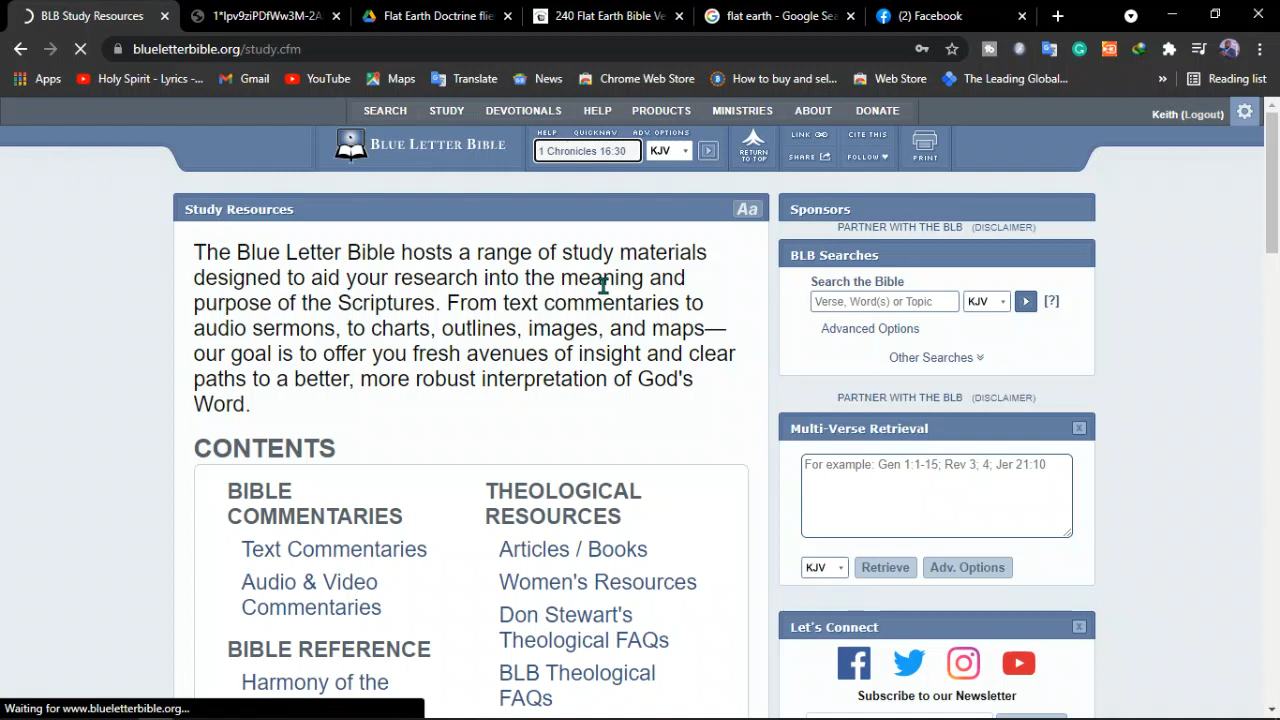 BLB Study Resources
1*Ipv9ziPDfWw3M-2A
Flat Earth Doctrine flie
240 Flat Earth Bible Ve
flat earth - Google Sea
(2) Facebook
blueletterbible.org/study.cfm
Apps
Holy Spirit - Lyrics -...
Gmail
YouTube
Maps
Translate
News
Chrome Web Store
How to buy and sel...
Web Store
The Leading Global...
Reading list
SEARCH STUDY DEVOTIONALS HELP PRODUCTS MINISTRIES ABOUT DONATE
Keith (Logout)
BLUE LETTER BIBLE
HELP QUICKNAV ADV. OPTIONS
1 Chronicles 16:30 KJV
RETURN TO TOP
LINK
CITE THIS
SHARE
FOLLOW
PRINT
Study Resources
Aa
The Blue Letter Bible hosts a range of study materials
designed to aid your research into the meaning and
purpose of the Scriptures. From text commentaries to
audio sermons, to charts, outlines, images, and maps—
our goal is to offer you fresh avenues of insight and clear
paths to a better, more robust interpretation of God's
Word.
CONTENTS
BIBLE
COMMENTARIES
Text Commentaries
Audio & Video
Commentaries
BIBLE REFERENCE
Harmony of the
THEOLOGICAL
RESOURCES
Articles / Books
Women's Resources
Don Stewart's
Theological FAQs
BLB Theological
FAQs
Sponsors
PARTNER WITH THE BLB (DISCLAIMER)
BLB Searches
Search the Bible
Verse, Word(s) or Topic KJV [?]
Advanced Options
Other Searches
PARTNER WITH THE BLB (DISCLAIMER)
Multi-Verse Retrieval
For example: Gen 1:1-15; Rev 3; 4; Jer 21:10
KJV Retrieve Adv. Options
Let's Connect
Subscribe to our Newsletter
Waiting for www.blueletterbible.org...